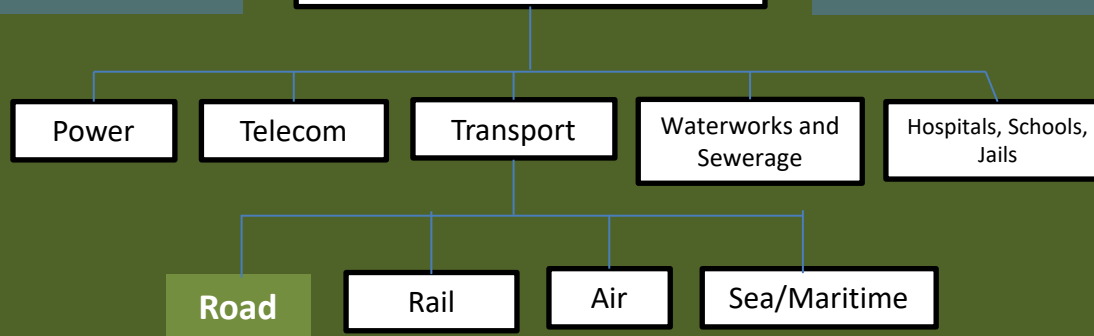 Power
Telecom
Transport
Waterworks and
Sewerage
Hospitals, Schools,
Jails
Road
Rail
Air
Sea/Maritime